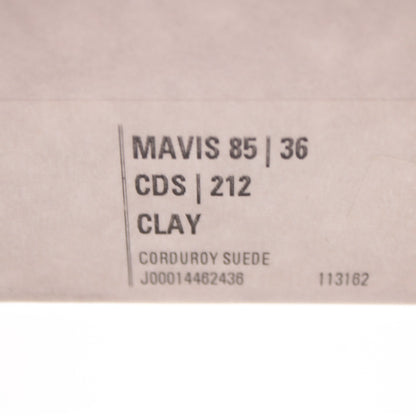 MAVIS 85 | 36
CDS | 212
CLAY
CORDUROY SUEDE
J00014462436 113162